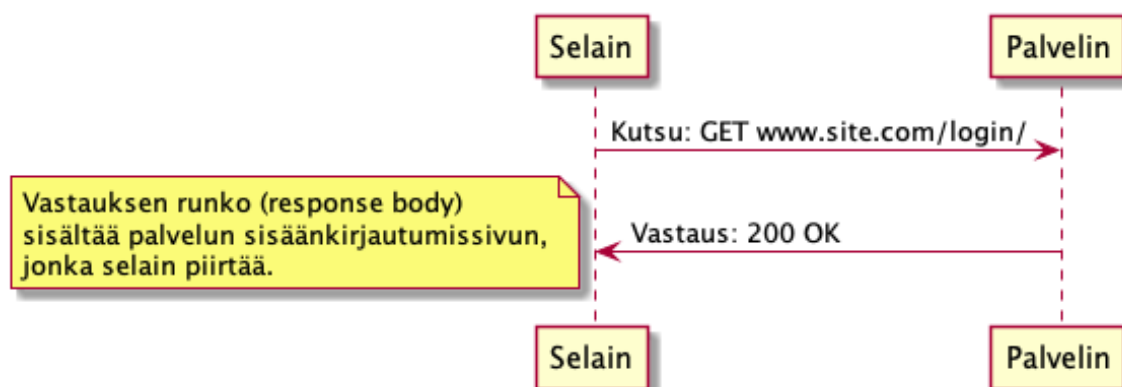 Selain
Palvelin
Kutsu: GET www.site.com/login/
Vastauksen runko (response body)
sisältää palvelun sisäänkirjautumissivun,
jonka selain piirtää.
Vastaus: 200 OK
Selain
Palvelin